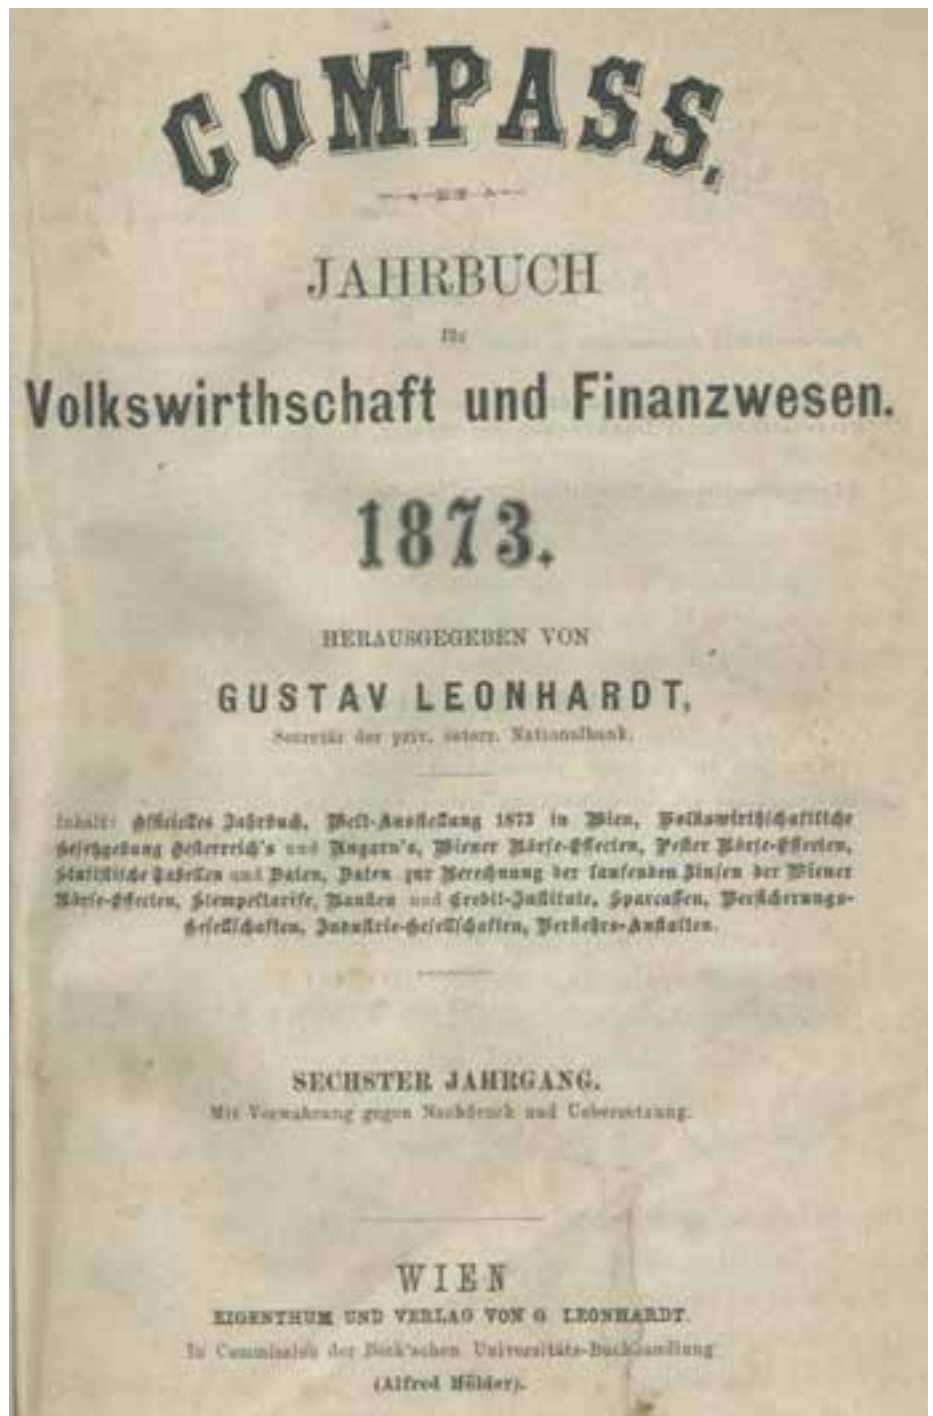 COMPASS,
JAHRBUCH
für
Volkswirthschaft und Finanzwesen.
1873.
HERAUSGEGEBEN VON
GUSTAV LEONHARDT,
Secretär der priv. österr. Nationalbank.
Inhalt: Officielles Jahrbuch, Welt-Ausstellung 1873 in Wien, Volkswirthschaftliche
Gesetzgebung Oesterreich's und Ungarn's, Wiener Börse-Effecten, Pester Börse-Effecten,
Statistische Tabellen und Daten, Daten zur Berechnung der laufenden Zinsen der Wiener
Börse-Effecten, Stempeltarife, Banken und Credit-Institute, Sparcassen, Versicherungs-
Gesellschaften, Industrie-Gesellschaften, Verkehrs-Anstalten.
SECHSTER JAHRGANG.
Mit Verwahrung gegen Nachdruck und Uebersetzung.
WIEN
EIGENTHUM UND VERLAG VON G. LEONHARDT.
In Commission der Beck'schen Universitäts-Buchhandlung
(Alfred Hölder).